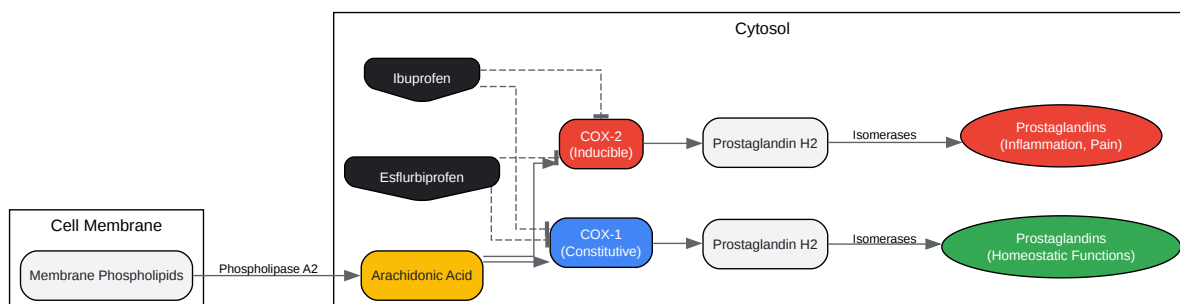 Cytosol
Ibuprofen
COX-2
(Inducible)
Prostaglandin H2
Isomerases
Prostaglandins
(Inflammation, Pain)
Esflurbiprofen
Cell Membrane
Membrane Phospholipids
Phospholipase A2
Arachidonic Acid
COX-1
(Constitutive)
Prostaglandin H2
Isomerases
Prostaglandins
(Homeostatic Functions)